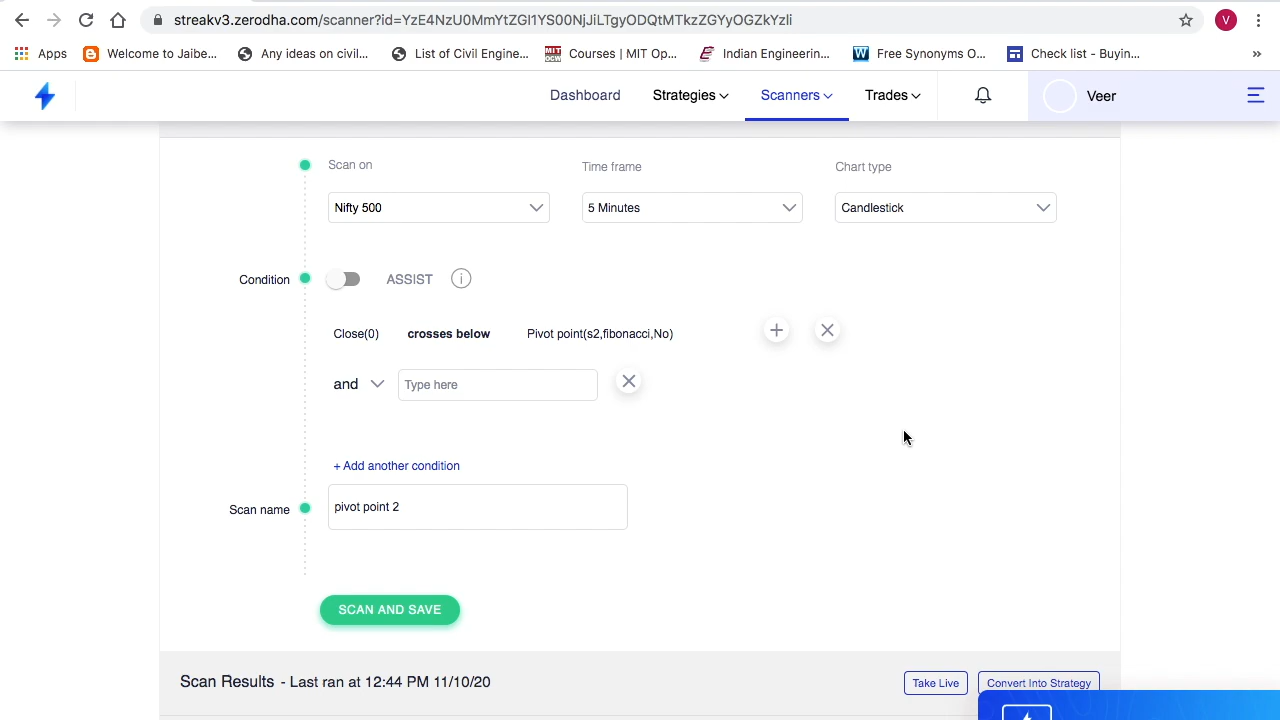 streakv3.zerodha.com/scanner?id=YzE4NzU0MmYtZGI1YS00NjJiLTgyODQtMTkzZGYyOGZkYzli
V
Apps
Welcome to Jaibe...
Any ideas on civil...
List of Civil Engine...
MIT OCW
Courses | MIT Op...
Indian Engineerin...
W
Free Synonyms O...
Check list - Buyin...
»
Dashboard
Strategies
Scanners
Trades
Veer
Scan on
Time frame
Chart type
Nifty 500
5 Minutes
Candlestick
Condition
ASSIST
i
Close(0) crosses below Pivot point(s2,fibonacci,No)
and
Type here
+ Add another condition
Scan name
pivot point 2
SCAN AND SAVE
Scan Results - Last ran at 12:44 PM 11/10/20
Take Live
Convert Into Strategy